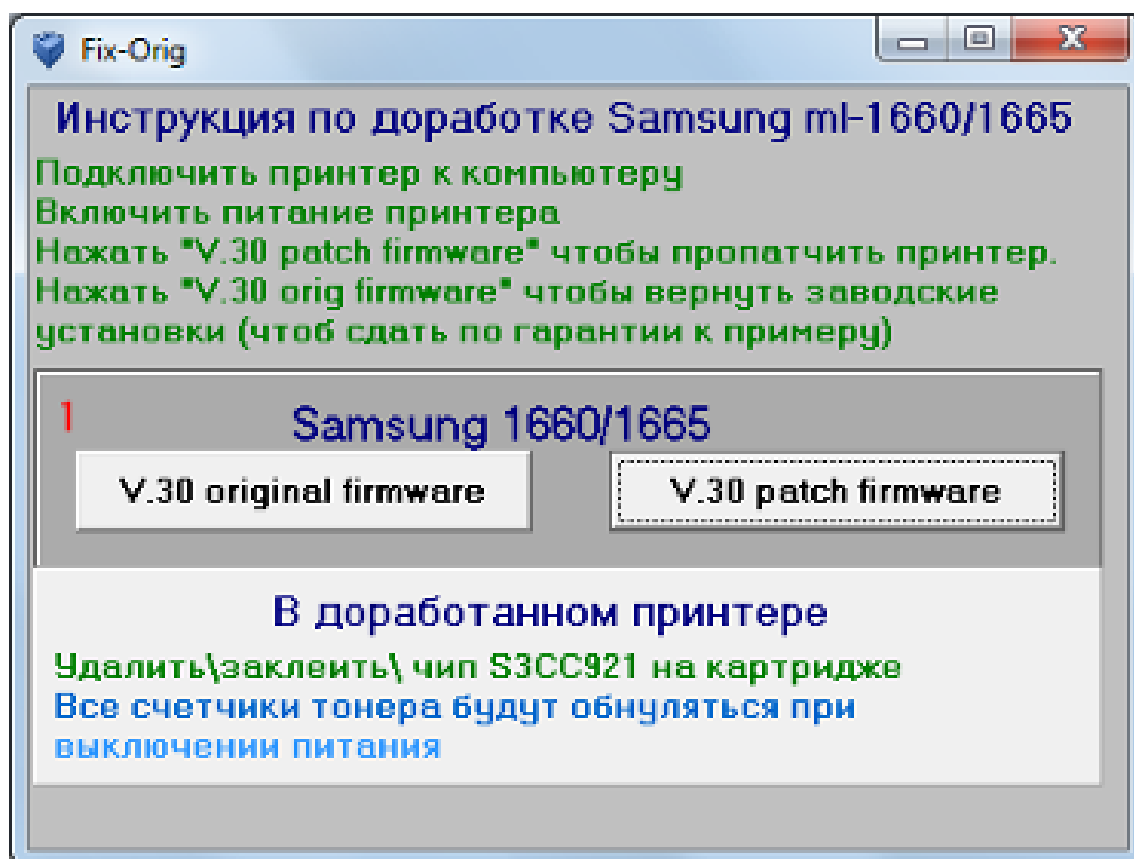 Fix-Orig
Инструкция по доработке Samsung ml-1660/1665
Подключить принтер к компьютеру
Включить питание принтера
Нажать "V.30 patch firmware" чтобы пропатчить принтер.
Нажать "V.30 orig firmware" чтобы вернуть заводские
установки (чтоб сдать по гарантии к примеру)
1
Samsung 1660/1665
V.30 original firmware
V.30 patch firmware
В доработанном принтере
Удалить\заклеить\ чип S3CC921 на картридже
Все счетчики тонера будут обнуляться при
выключении питания